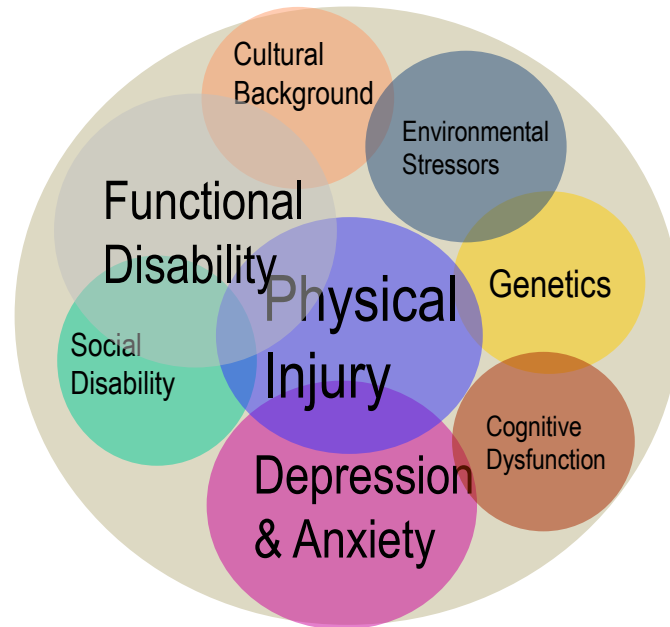 Cultural
Background
Environmental
Stressors
Functional
Disability
Physical
Injury
Genetics
Social
Disability
Cognitive
Dysfunction
Depression
& Anxiety